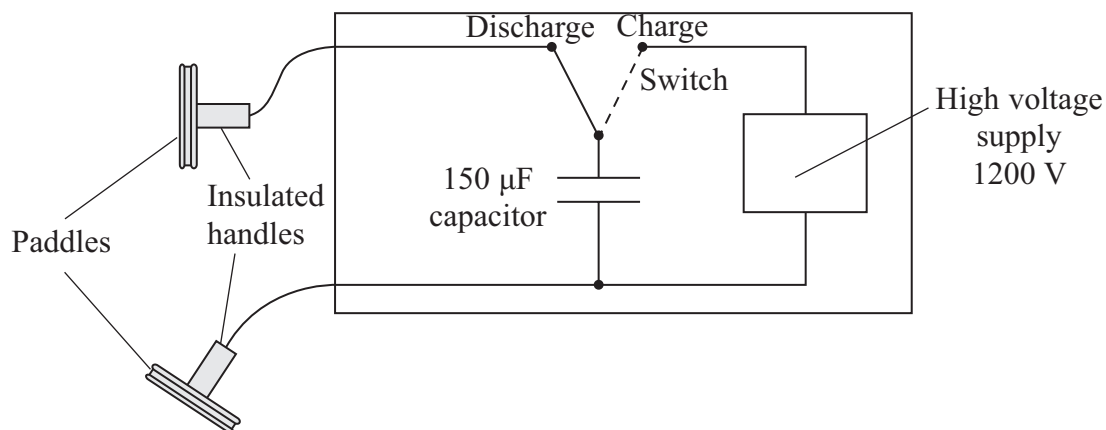 Discharge
Charge
Switch
High voltage
supply
1200 V
150 μF
capacitor
Insulated
handles
Paddles